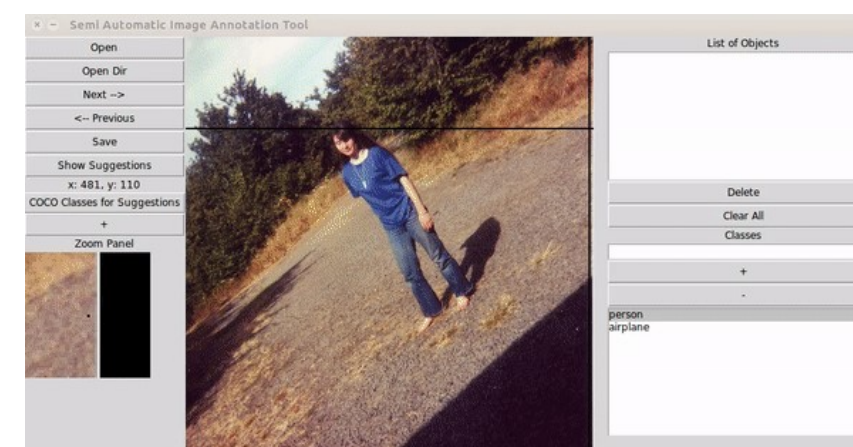 Semi Automatic Image Annotation Tool
Open
Open Dir
Next -->
<-- Previous
Save
Show Suggestions
x: 481, y: 110
COCO Classes for Suggestions
+
Zoom Panel
List of Objects
Delete
Clear All
Classes
+
-
person
airplane